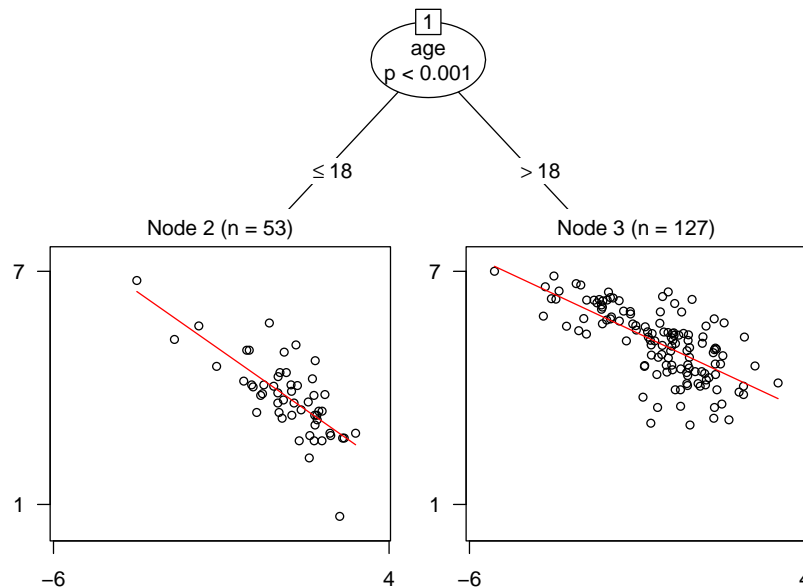 1
age
p < 0.001
≤ 18
> 18
Node 2 (n = 53)
Node 3 (n = 127)
7
7
1
1
−6
4
−6
4